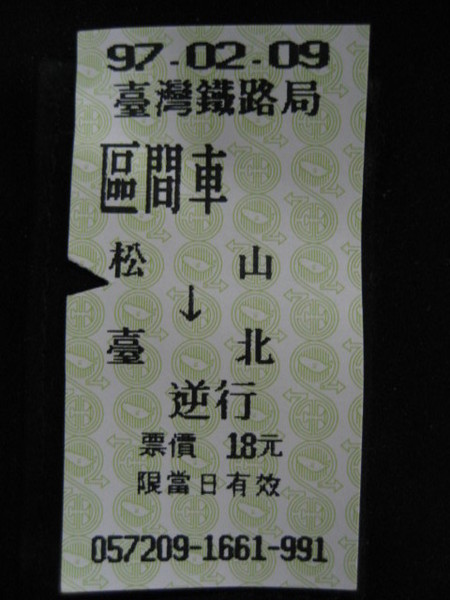 97-02-09
臺灣鐵路局
區間車
松山
↓
臺北
逆行
票價 18元
限當日有效
057209-1661-991